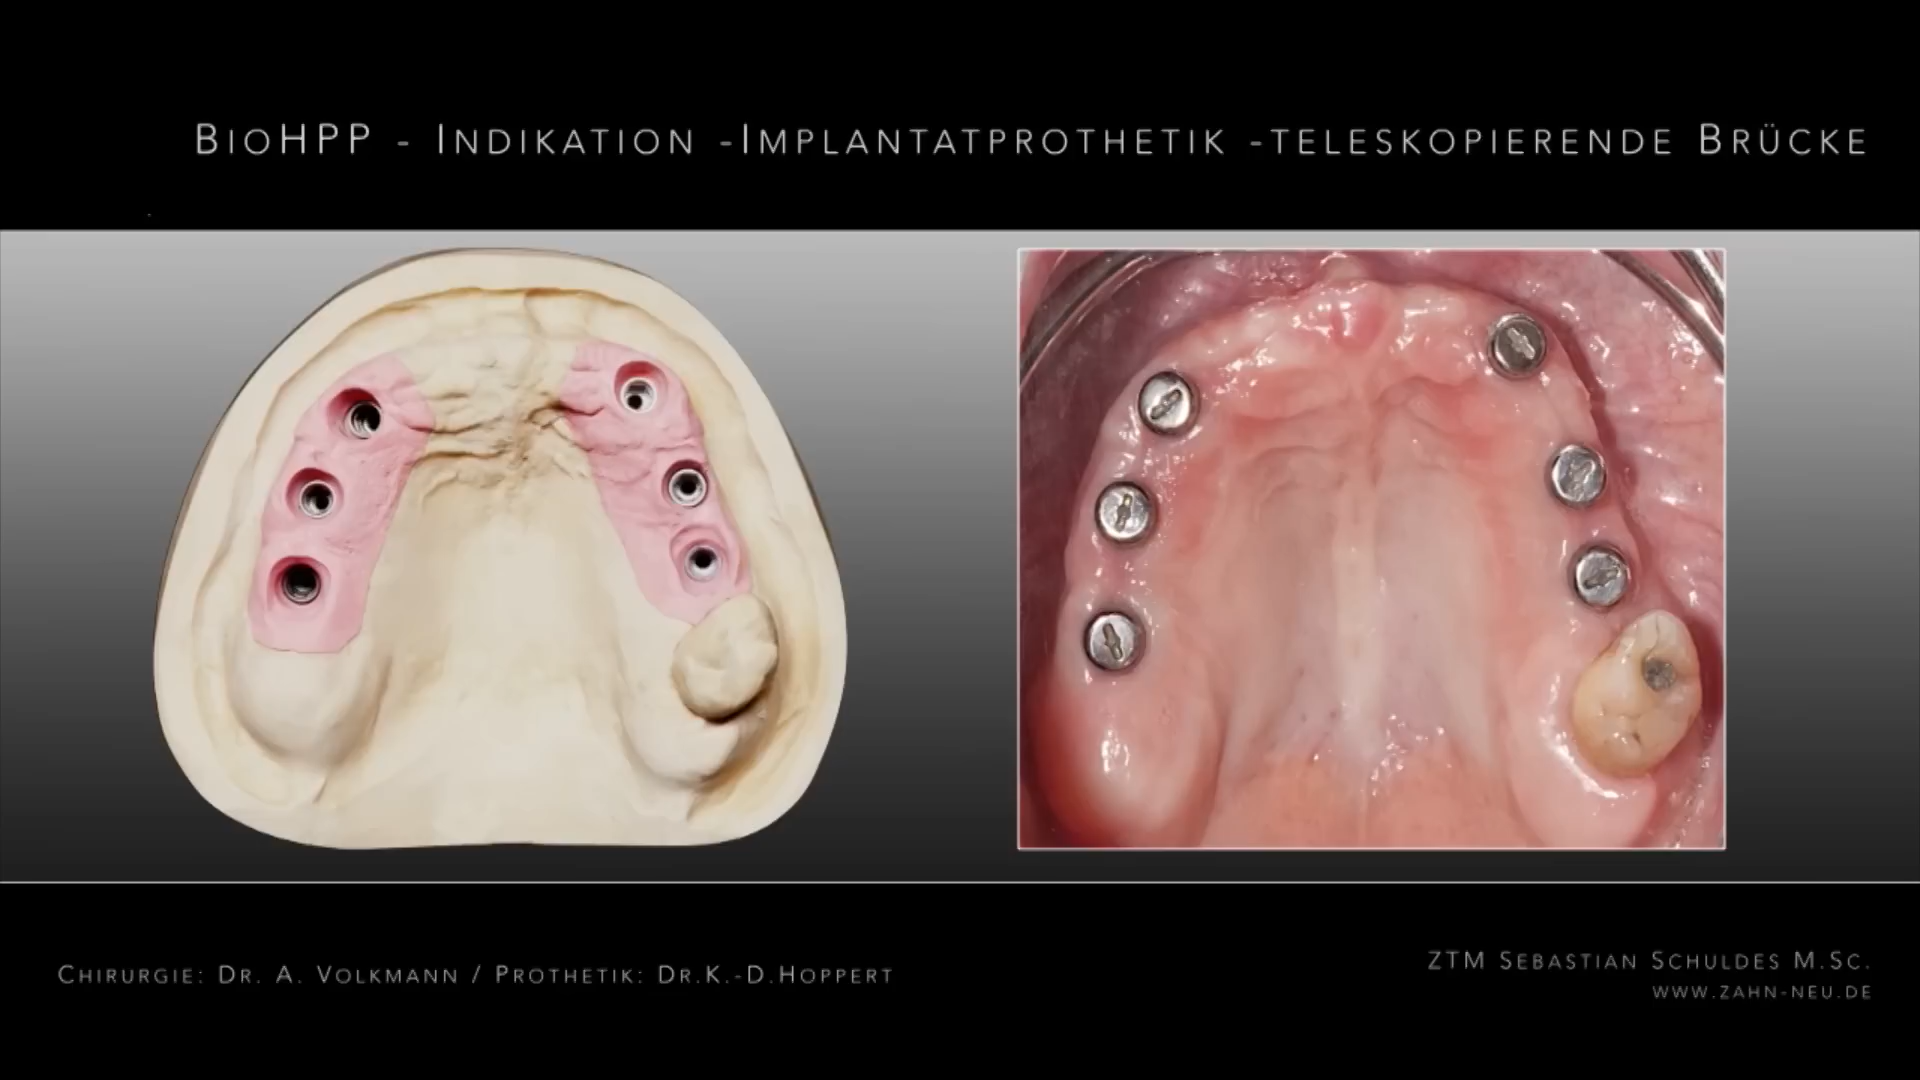 BioHPP - Indikation -Implantatprothetik -teleskopierende Brücke
Chirurgie: Dr. A. Volkmann / Prothetik: Dr.K.-D.Hoppert
ZTM Sebastian Schuldes M.Sc.
www.zahn-neu.de